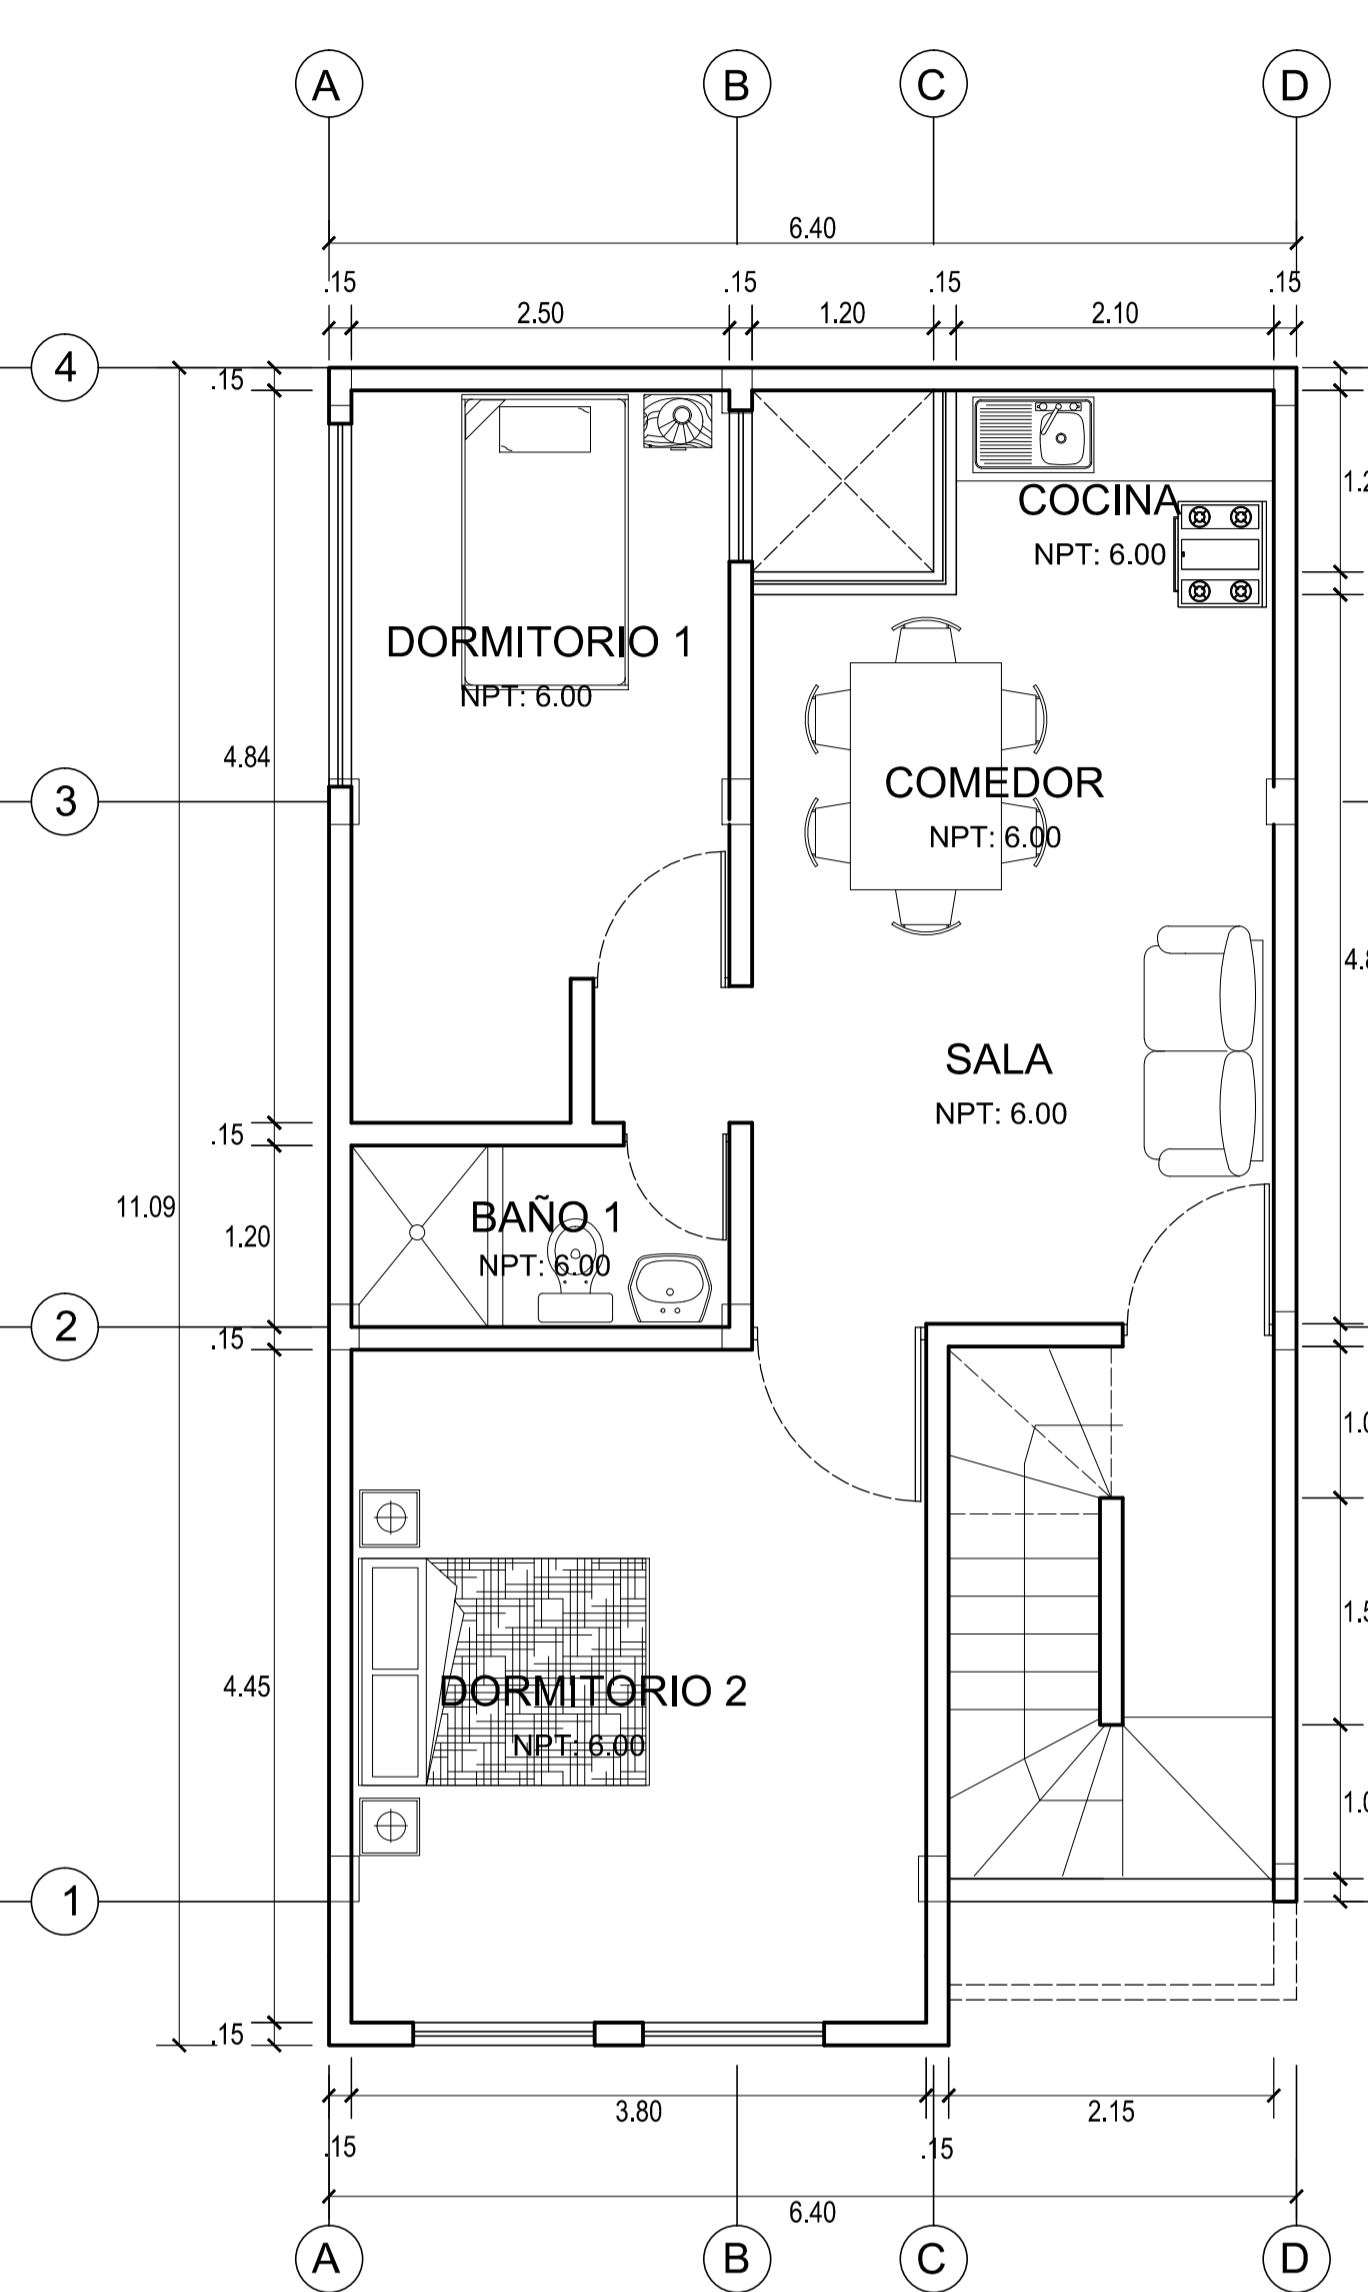 A B C D
6.40
.15 .15 .15 .15
2.50 1.20 2.10
4
.15
COCINA
NPT: 6.00
DORMITORIO 1
NPT: 6.00
4.84
3
COMEDOR
NPT: 6.00
SALA
NPT: 6.00
.15
11.09
1.20
BAÑO 1
NPT: 6.00
2
.15
4.45
DORMITORIO 2
NPT: 6.00
1
.15
3.80 2.15
.15 .15
6.40
A B C D